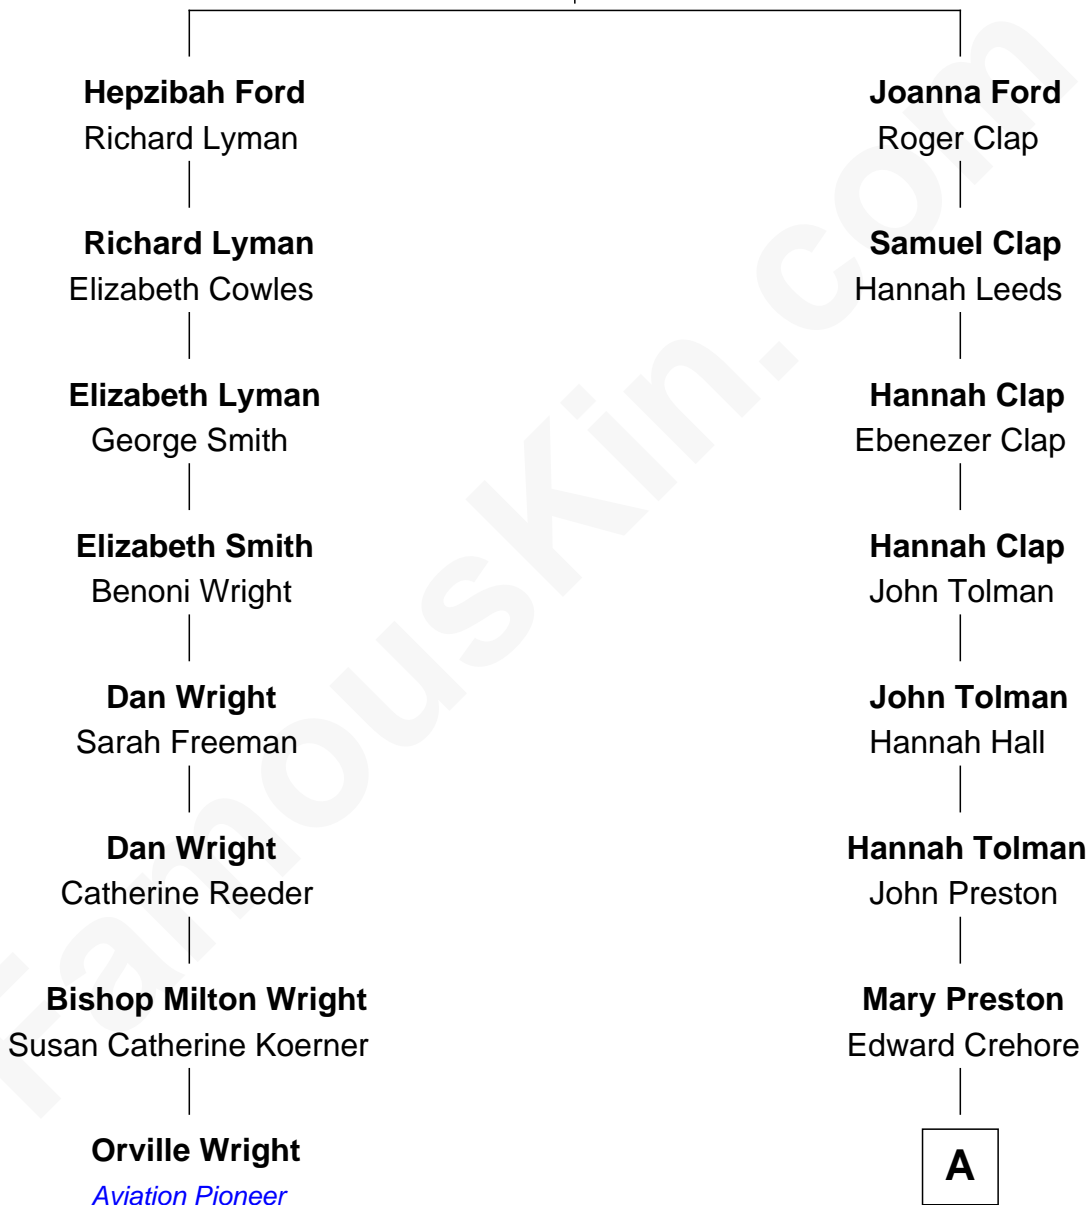 Hepzibah Ford
Richard Lyman
Richard Lyman
Elizabeth Cowles
Elizabeth Lyman
George Smith
Elizabeth Smith
Benoni Wright
Dan Wright
Sarah Freeman
Dan Wright
Catherine Reeder
Bishop Milton Wright
Susan Catherine Koerner
Orville Wright
Aviation Pioneer
Joanna Ford
Roger Clap
Samuel Clap
Hannah Leeds
Hannah Clap
Ebenezer Clap
Hannah Clap
John Tolman
John Tolman
Hannah Hall
Hannah Tolman
John Preston
Mary Preston
Edward Crehore
A
FamousKin.com